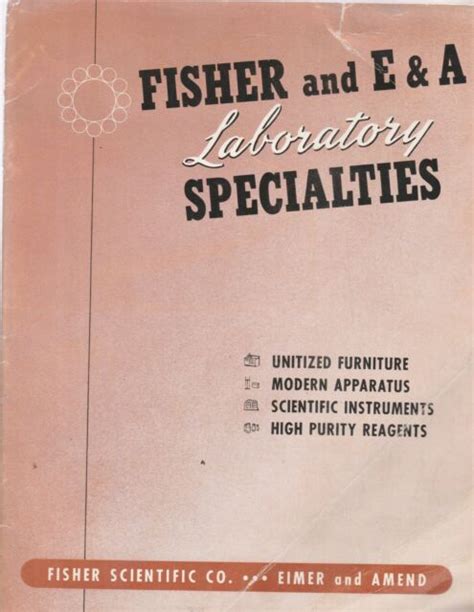 FISHER and E & A
Laboratory
SPECIALTIES
UNITIZED FURNITURE
MODERN APPARATUS
SCIENTIFIC INSTRUMENTS
HIGH PURITY REAGENTS
FISHER SCIENTIFIC CO. ••• EIMER and AMEND